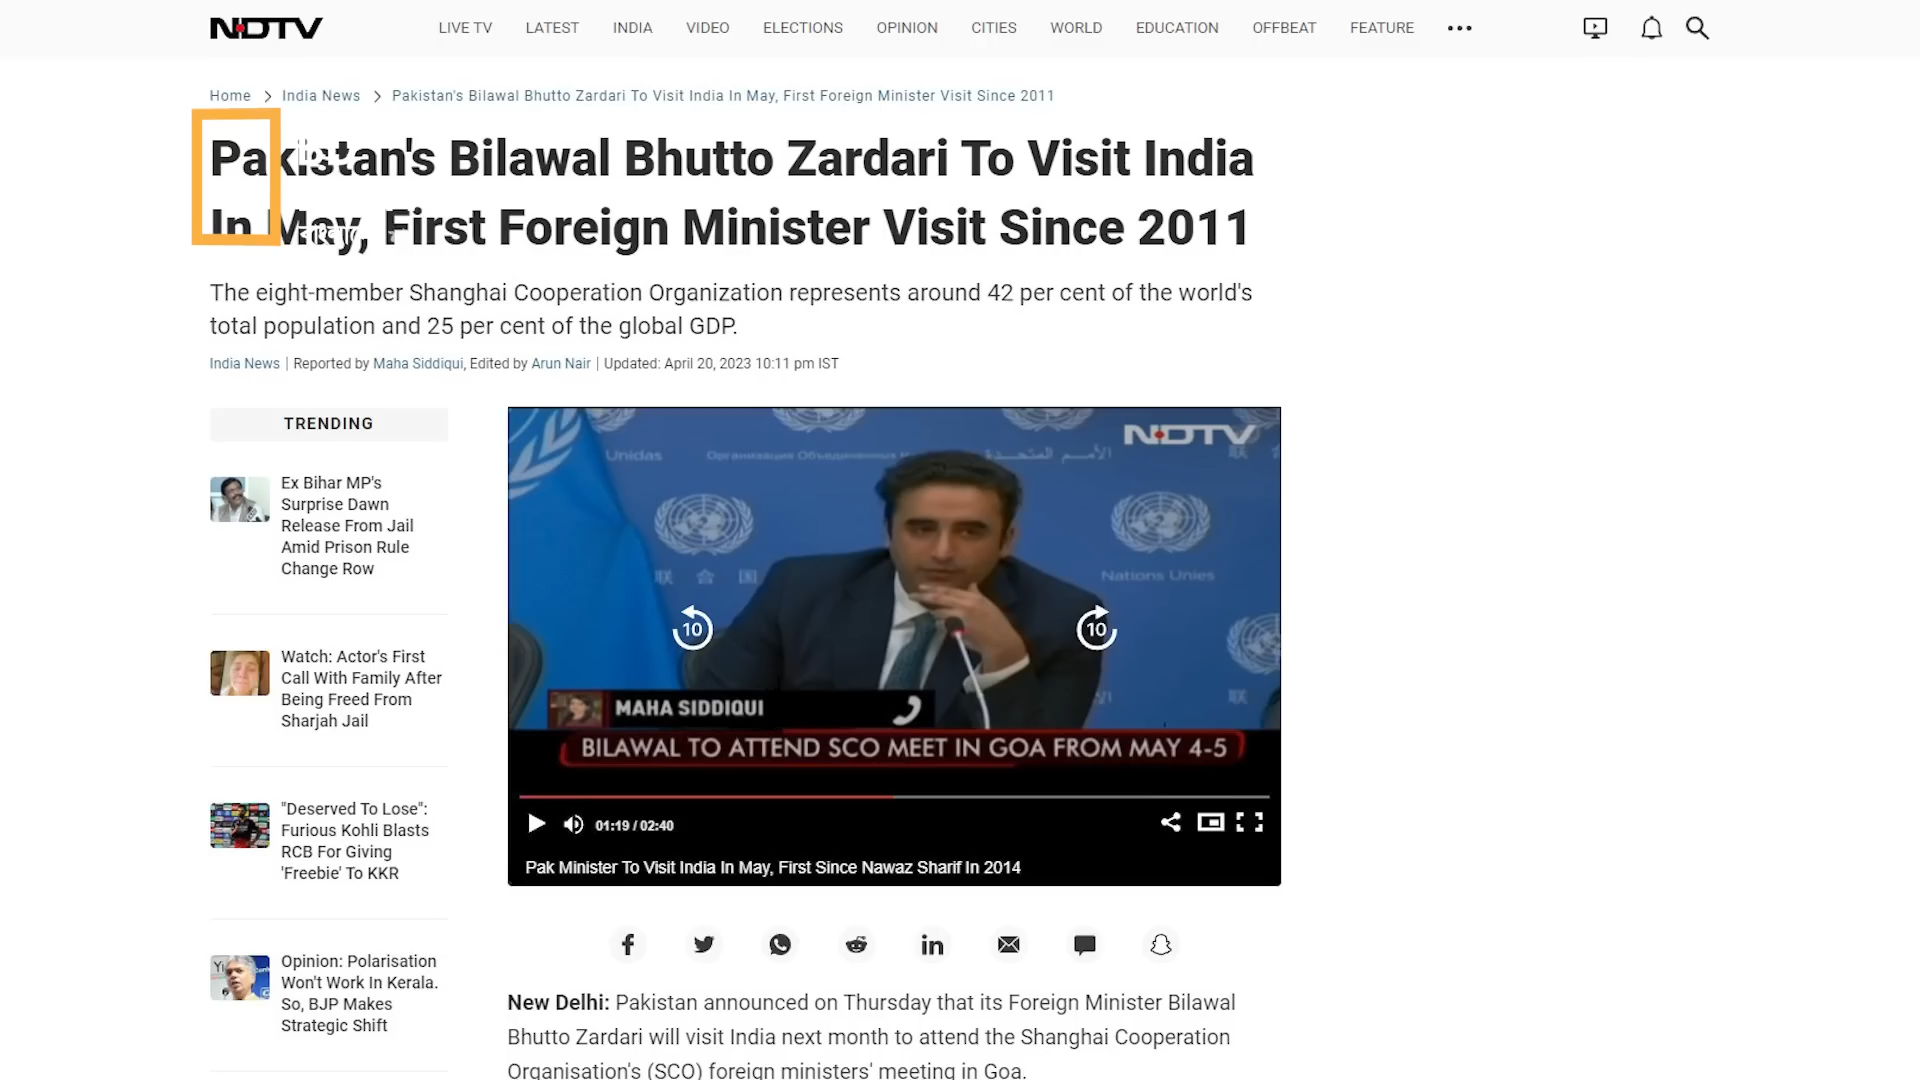 NDTV
LIVE TV LATEST INDIA VIDEO ELECTIONS OPINION CITIES WORLD EDUCATION OFFBEAT FEATURE
Home > India News > Pakistan's Bilawal Bhutto Zardari To Visit India In May, First Foreign Minister Visit Since 2011
Pakistan's Bilawal Bhutto Zardari To Visit India
In May, First Foreign Minister Visit Since 2011
The eight-member Shanghai Cooperation Organization represents around 42 per cent of the world's
total population and 25 per cent of the global GDP.
India News | Reported by Maha Siddiqui, Edited by Arun Nair | Updated: April 20, 2023 10:11 pm IST
TRENDING
Ex Bihar MP's
Surprise Dawn
Release From Jail
Amid Prison Rule
Change Row
Watch: Actor's First
Call With Family After
Being Freed From
Sharjah Jail
"Deserved To Lose":
Furious Kohli Blasts
RCB For Giving
'Freebie' To KKR
Opinion: Polarisation
Won't Work In Kerala.
So, BJP Makes
Strategic Shift
NDTV
Unidas
الأمم المتحدة
Nations Unies
10
10
MAHA SIDDIQUI
BILAWAL TO ATTEND SCO MEET IN GOA FROM MAY 4-5
01:19 / 02:40
Pak Minister To Visit India In May, First Since Nawaz Sharif In 2014
New Delhi: Pakistan announced on Thursday that its Foreign Minister Bilawal
Bhutto Zardari will visit India next month to attend the Shanghai Cooperation
Organisation's (SCO) foreign ministers' meeting in Goa.